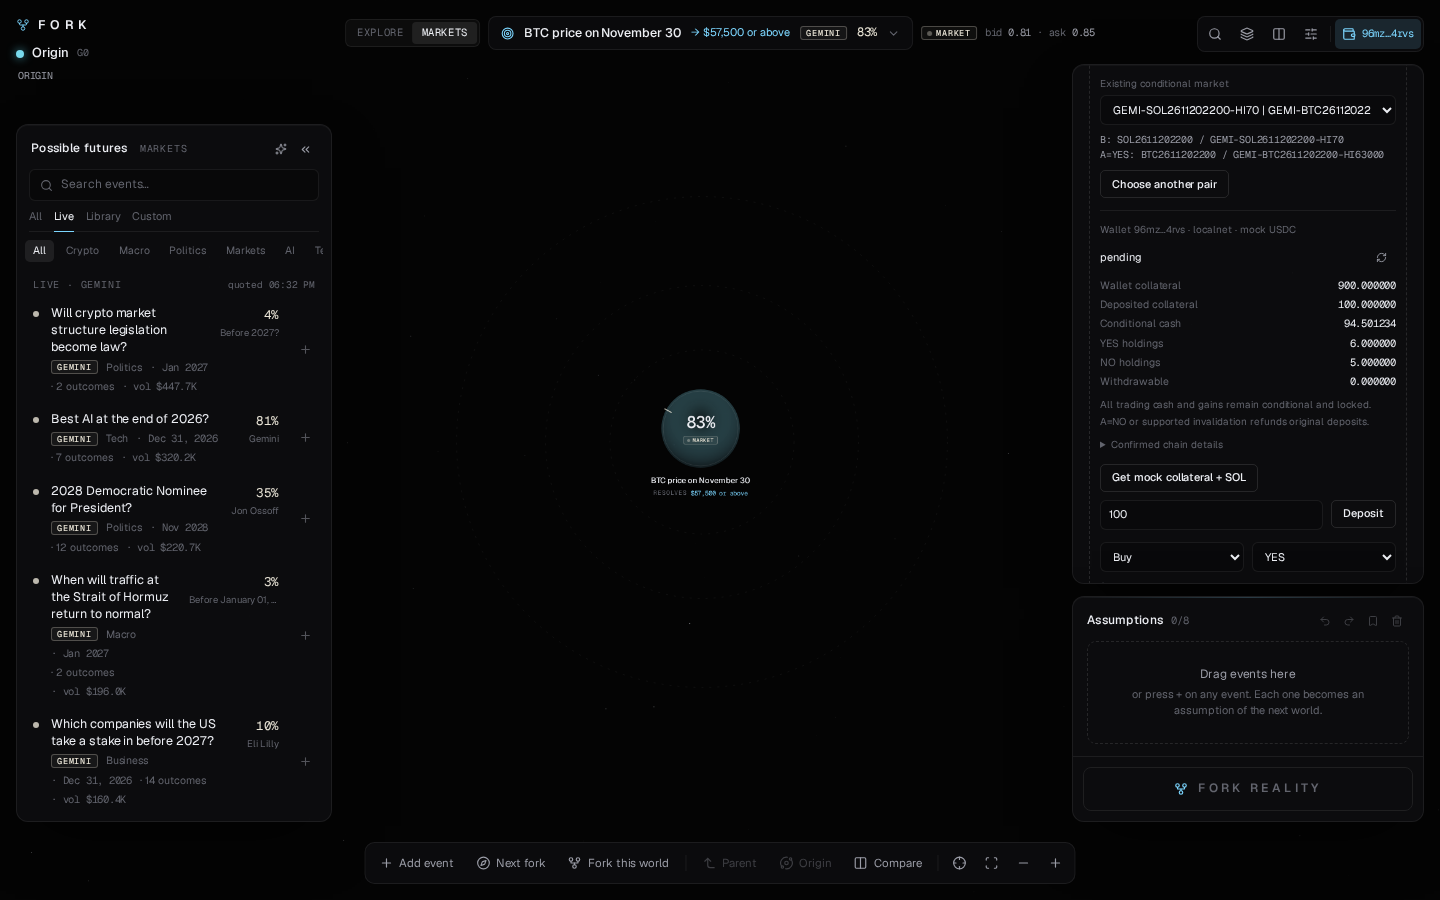 FORK
Origin G0
ORIGIN
EXPLORE MARKETS
BTC price on November 30 → $57,500 or above GEMINI 83%
MARKET bid 0.81 · ask 0.85
96mz…4rvs
Possible futures MARKETS
Search events…
All Live Library Custom
All Crypto Macro Politics Markets AI
LIVE · GEMINI quoted 06:32 PM
Will crypto market structure legislation become law?
4%
Before 2027?
GEMINI Politics · Jan 2027
· 2 outcomes · vol $447.7K
Best AI at the end of 2026?
81%
Gemini
GEMINI Tech · Dec 31, 2026
· 7 outcomes · vol $320.2K
2028 Democratic Nominee for President?
35%
Jon Ossoff
GEMINI Politics · Nov 2028
· 12 outcomes · vol $220.7K
When will traffic at the Strait of Hormuz return to normal?
3%
Before January 01, …
GEMINI Macro
· Jan 2027
· 2 outcomes
· vol $196.0K
Which companies will the US take a stake in before 2027?
10%
Eli Lilly
GEMINI Business
· Dec 31, 2026 · 14 outcomes
· vol $160.4K
83%
MARKET
BTC price on November 30
RESOLVES $57,500 or above
Existing conditional market
GEMI-SOL2611202200-HI70 | GEMI-BTC26112022
B: SOL2611202200 / GEMI-SOL2611202200-HI70
A=YES: BTC2611202200 / GEMI-BTC2611202200-HI63000
Choose another pair
Wallet 96mz…4rvs · localnet · mock USDC
pending
Wallet collateral 900.000000
Deposited collateral 100.000000
Conditional cash 94.501234
YES holdings 6.000000
NO holdings 5.000000
Withdrawable 0.000000
All trading cash and gains remain conditional and locked.
A=NO or supported invalidation refunds original deposits.
Confirmed chain details
Get mock collateral + SOL
100 Deposit
Buy YES
Assumptions 0/8
Drag events here
or press + on any event. Each one becomes an
assumption of the next world.
FORK REALITY
Add event Next fork Fork this world Parent Origin Compare